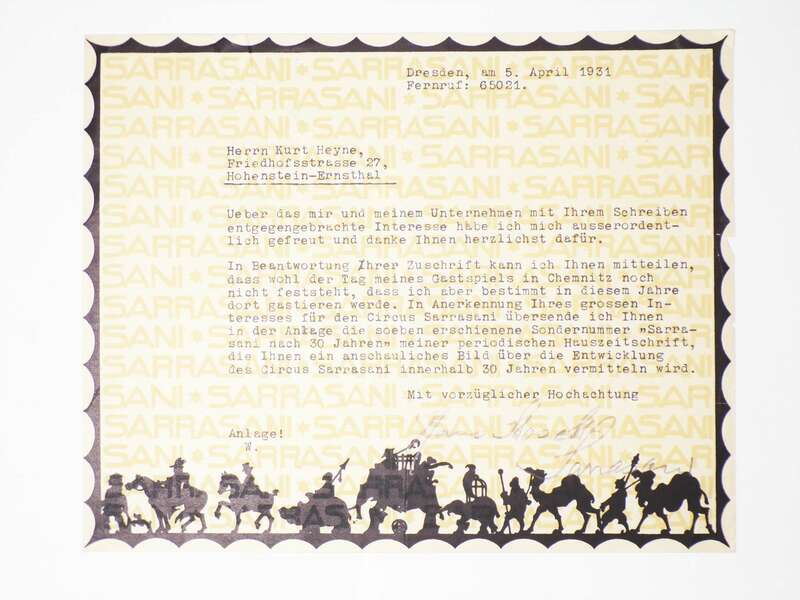 Dresden, am 5. April 1931
Fernruf: 65021.
Herrn Kurt Heyne,
Friedhofsstrasse 27,
Hohenstein-Ernsthal
Ueber das mir und meinem Unternehmen mit Ihrem Schreiben
entgegengebrachte Interesse habe ich mich ausserordent-
lich gefreut und danke Ihnen herzlichst dafür.
In Beantwortung Ihrer Zuschrift kann ich Ihnen mitteilen,
dass wohl der Tag meines Gastspiels in Chemnitz noch
nicht feststeht, dass ich aber bestimmt in diesem Jahre
dort gastieren werde. In Anerkennung Ihres grossen In-
teresses für den Circus Sarrasani übersende ich Ihnen
in der Anlage die soeben erschienene Sondernummer „Sarra-
sani nach 30 Jahren" meiner periodischen Hauszeitschrift,
die Ihnen ein anschauliches Bild über die Entwicklung
des Circus Sarrasani innerhalb 30 Jahren vermitteln wird.
Mit vorzüglicher Hochachtung
Anlage!
W.
Sarrasani